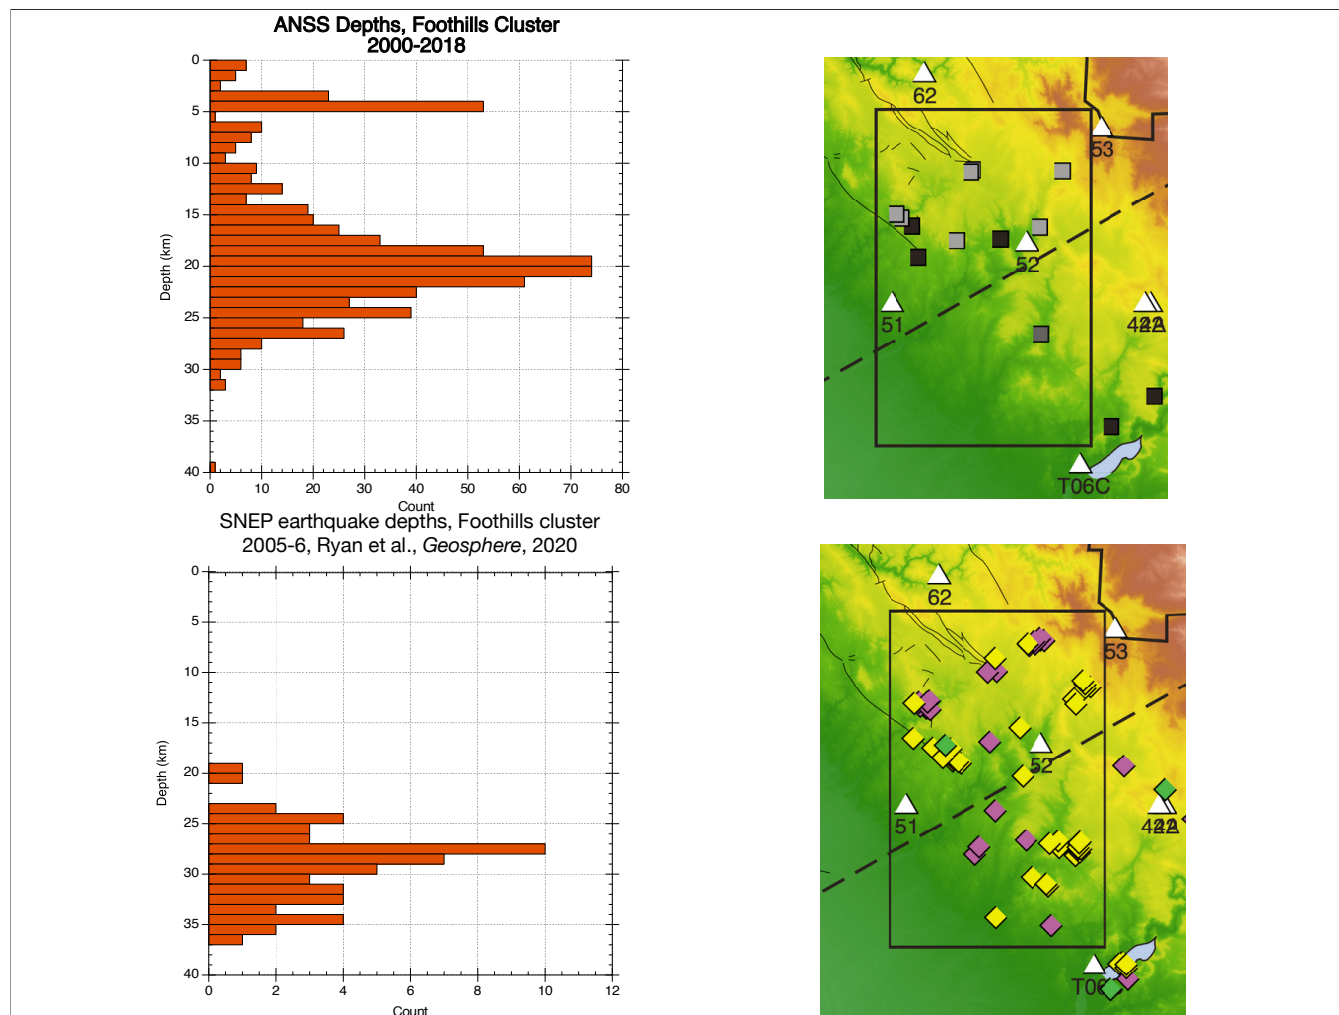 ANSS Depths, Foothills Cluster
2000-2018
0
5
10
15
20
25
30
35
40
Depth (km)
0 10 20 30 40 50 60 70 80
Count
62
53
52
51
T06C
SNEP earthquake depths, Foothills cluster
2005-6, Ryan et al., Geosphere, 2020
0
5
10
15
20
25
30
35
40
Depth (km)
0 2 4 6 8 10 12
Count
62
53
52
51